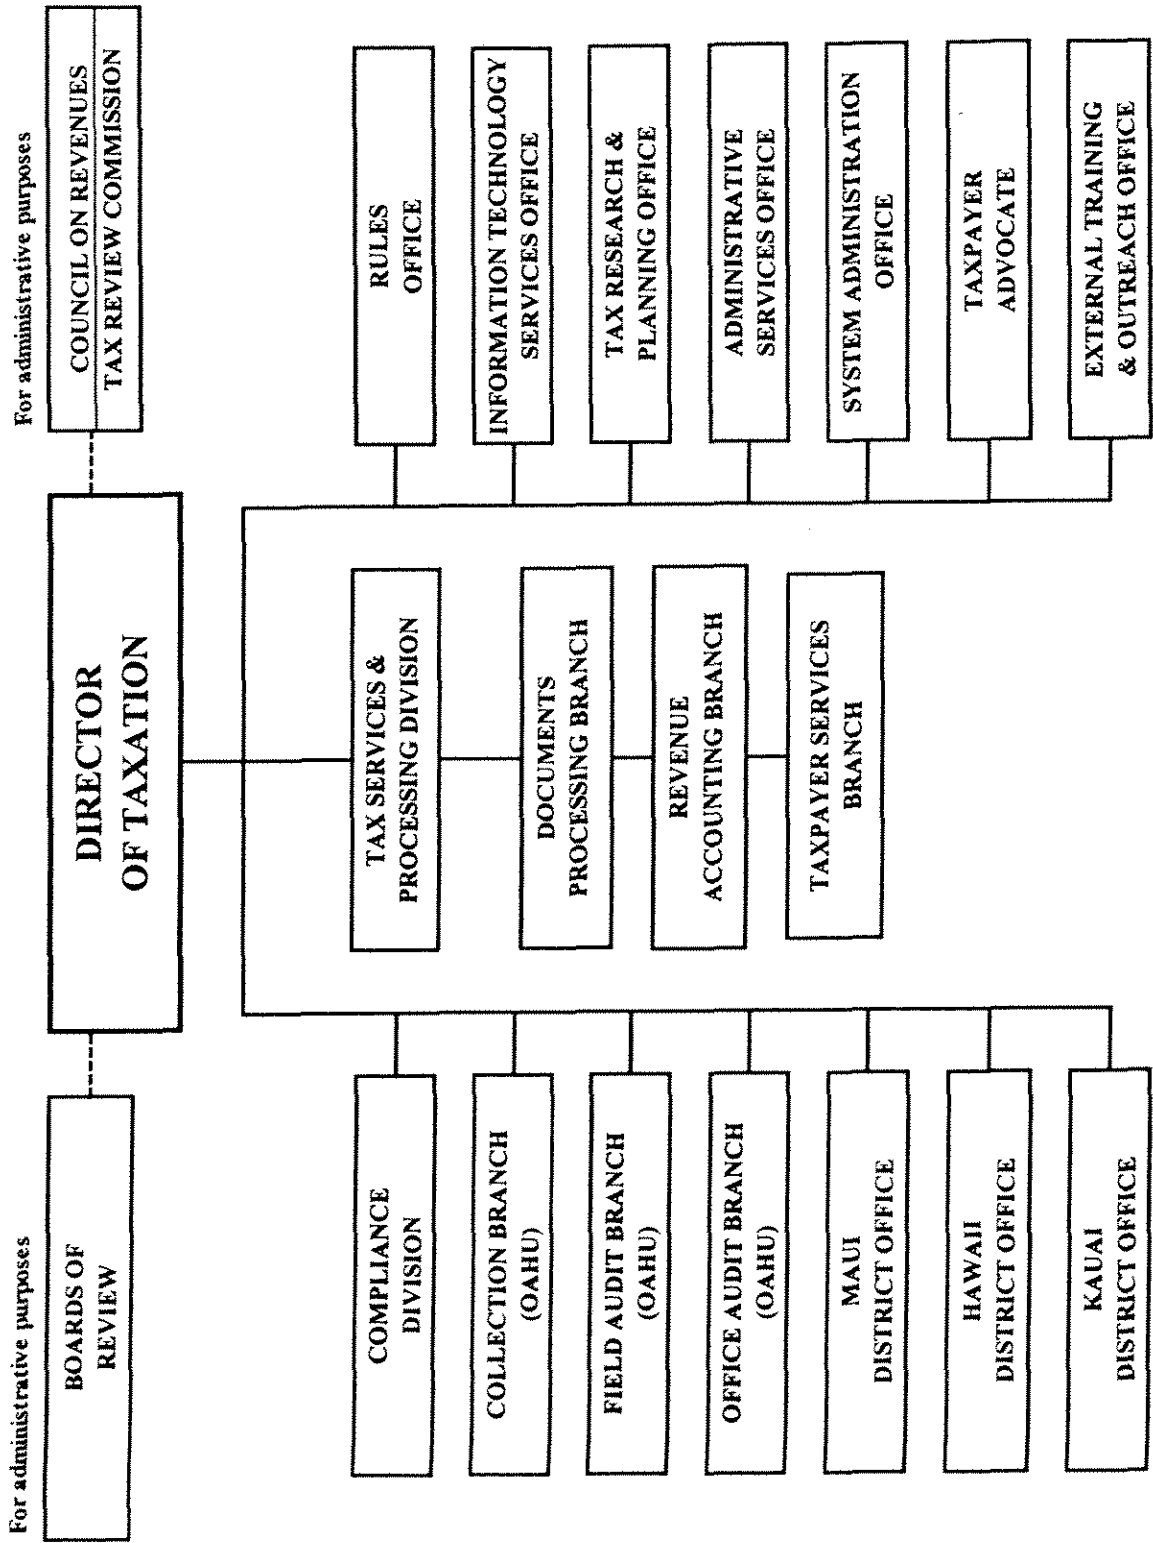 For administrative purposes
BOARDS OF
REVIEW
DIRECTOR
OF TAXATION
For administrative purposes
COUNCIL ON REVENUES
TAX REVIEW COMMISSION
COMPLIANCE
DIVISION
COLLECTION BRANCH
(OAHU)
FIELD AUDIT BRANCH
(OAHU)
OFFICE AUDIT BRANCH
(OAHU)
MAUI
DISTRICT OFFICE
HAWAII
DISTRICT OFFICE
KAUAI
DISTRICT OFFICE
TAX SERVICES &
PROCESSING DIVISION
DOCUMENTS
PROCESSING BRANCH
REVENUE
ACCOUNTING BRANCH
TAXPAYER SERVICES
BRANCH
RULES
OFFICE
INFORMATION TECHNOLOGY
SERVICES OFFICE
TAX RESEARCH &
PLANNING OFFICE
ADMINISTRATIVE
SERVICES OFFICE
SYSTEM ADMINISTRATION
OFFICE
TAXPAYER
ADVOCATE
EXTERNAL TRAINING
& OUTREACH OFFICE